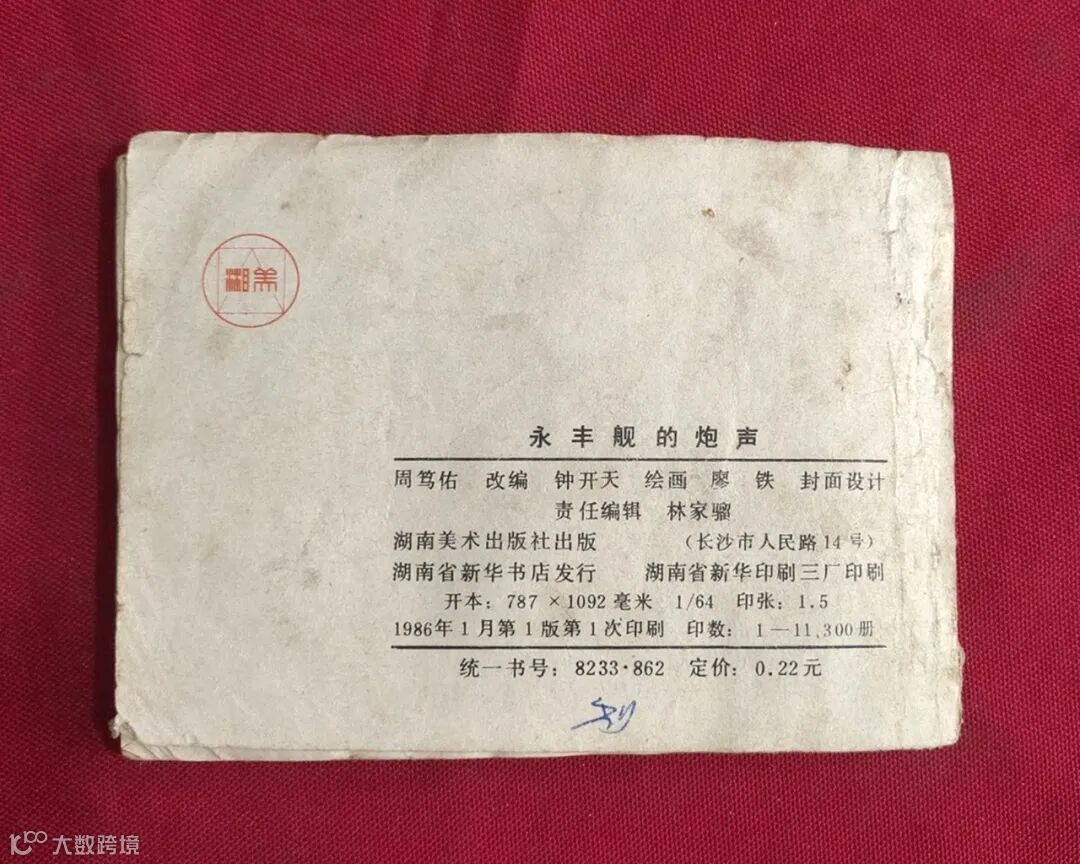 湘美
永丰舰的炮声
周笃佑 改编 钟开天 绘画 廖 铁 封面设计
责任编辑 林家骝
湖南美术出版社出版 （长沙市人民路14号）
湖南省新华书店发行 湖南省新华印刷三厂印刷
开本：787×1092毫米 1/64 印张：1.5
1986年1月第1版第1次印刷 印数：1—11,300册
统一书号：8233·862 定价：0.22元
大数跨境